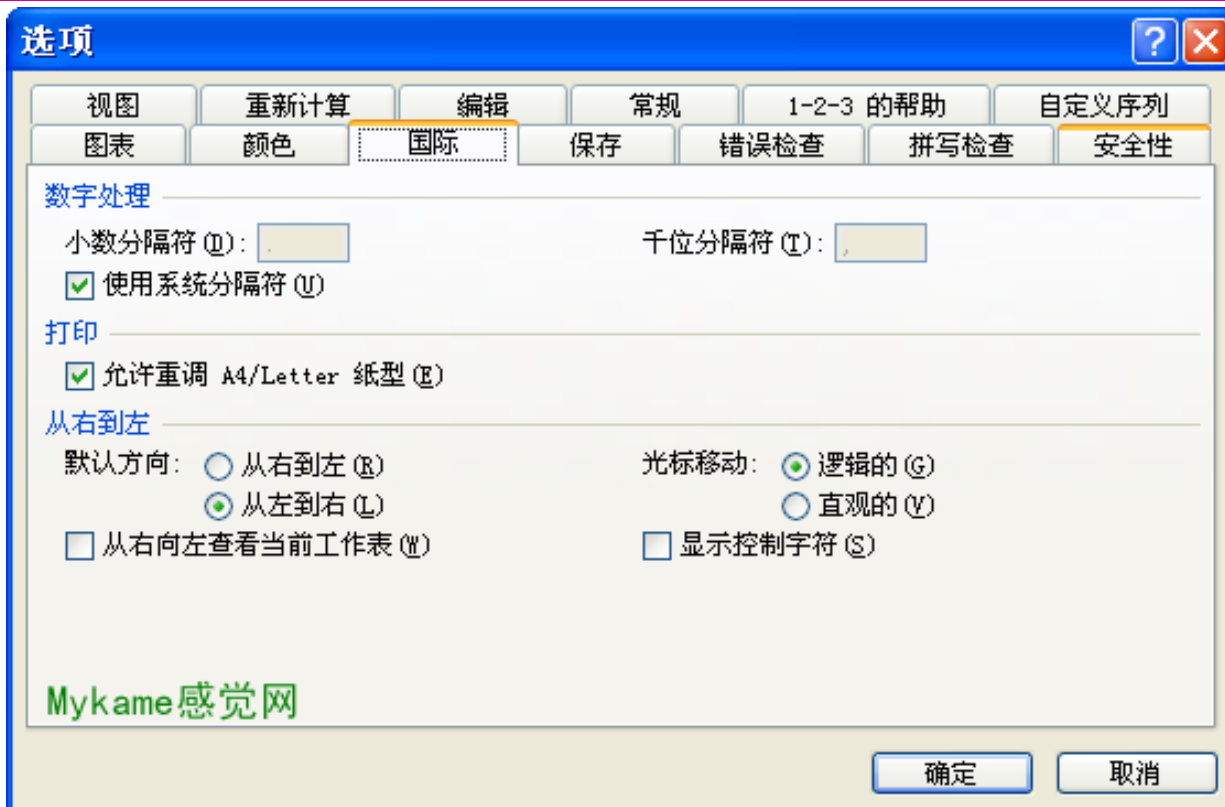 选项
视图 重新计算 编辑 常规 1-2-3 的帮助 自定义序列
图表 颜色 国际 保存 错误检查 拼写检查 安全性
数字处理
小数分隔符(D): . 千位分隔符(T): ,
使用系统分隔符(U)
打印
允许重调 A4/Letter 纸型(E)
从右到左
默认方向: 从右到左(R) 光标移动: 逻辑的(G)
从左到右(L) 直观的(V)
从右向左查看当前工作表(W) 显示控制字符(S)
Mykame感觉网
确定 取消